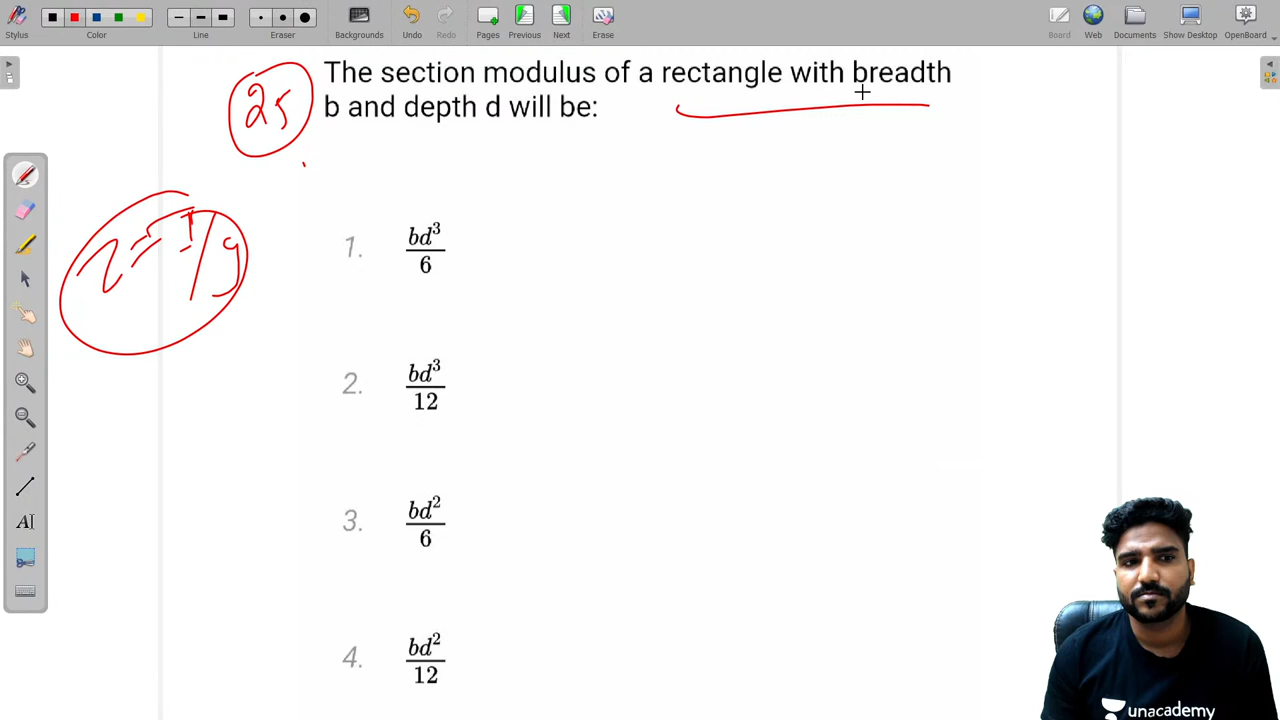 Stylus
Color
Line
Eraser
Backgrounds
Undo
Redo
Pages
Previous
Next
Erase
Board
Web
Documents
Show Desktop
OpenBoard
25
The section modulus of a rectangle with breadth
b and depth d will be:
Z = I/y
1. bd³/6
2. bd³/12
3. bd²/6
4. bd²/12
AI
unacademy